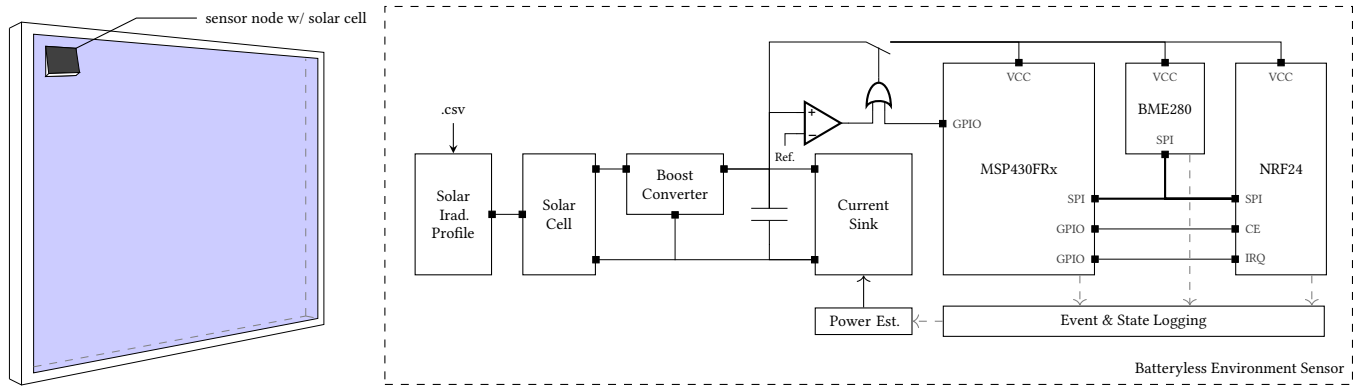 sensor node w/ solar cell
.csv
Solar
Irad.
Profile
Solar
Cell
Boost
Converter
+
−
Ref.
Current
Sink
Power Est.
VCC
GPIO
MSP430FRx
SPI
GPIO
GPIO
VCC
BME280
SPI
VCC
NRF24
SPI
CE
IRQ
Event & State Logging
Batteryless Environment Sensor